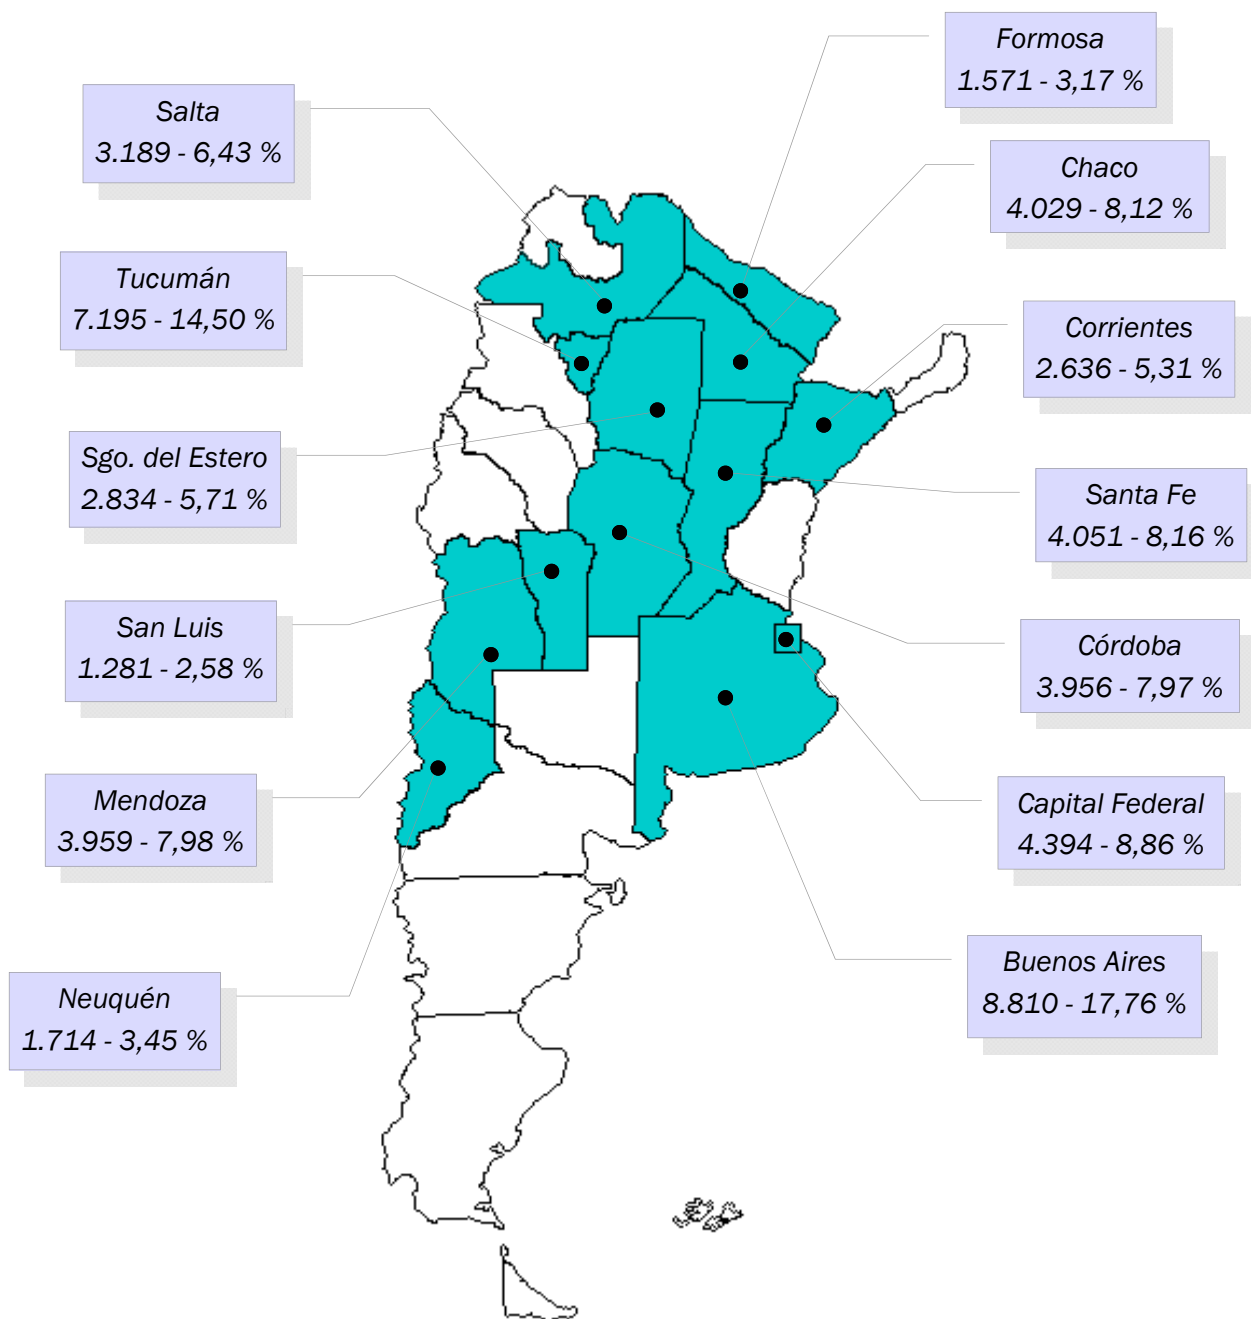 Formosa
1.571 - 3,17 %
Salta
3.189 - 6,43 %
Chaco
4.029 - 8,12 %
Tucumán
7.195 - 14,50 %
Corrientes
2.636 - 5,31 %
Sgo. del Estero
2.834 - 5,71 %
Santa Fe
4.051 - 8,16 %
San Luis
1.281 - 2,58 %
Córdoba
3.956 - 7,97 %
Mendoza
3.959 - 7,98 %
Capital Federal
4.394 - 8,86 %
Buenos Aires
8.810 - 17,76 %
Neuquén
1.714 - 3,45 %